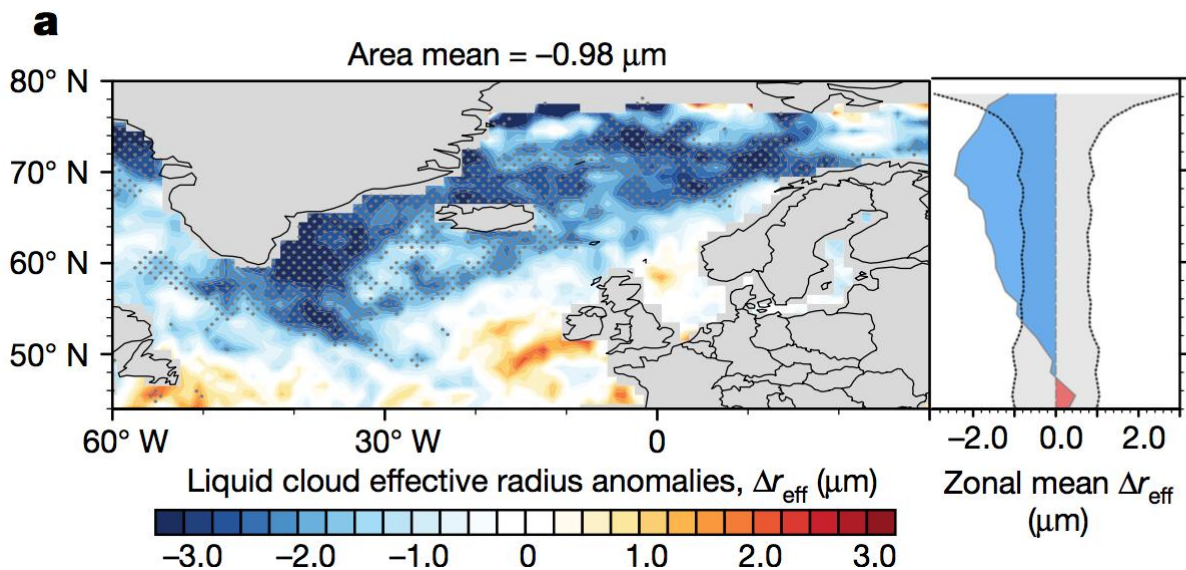 a
Area mean = –0.98 μm
80° N
70° N
60° N
50° N
60° W
30° W
0
–2.0
0.0
2.0
Liquid cloud effective radius anomalies, Δreff (μm)
Zonal mean Δreff
(μm)
–3.0
–2.0
–1.0
0
1.0
2.0
3.0